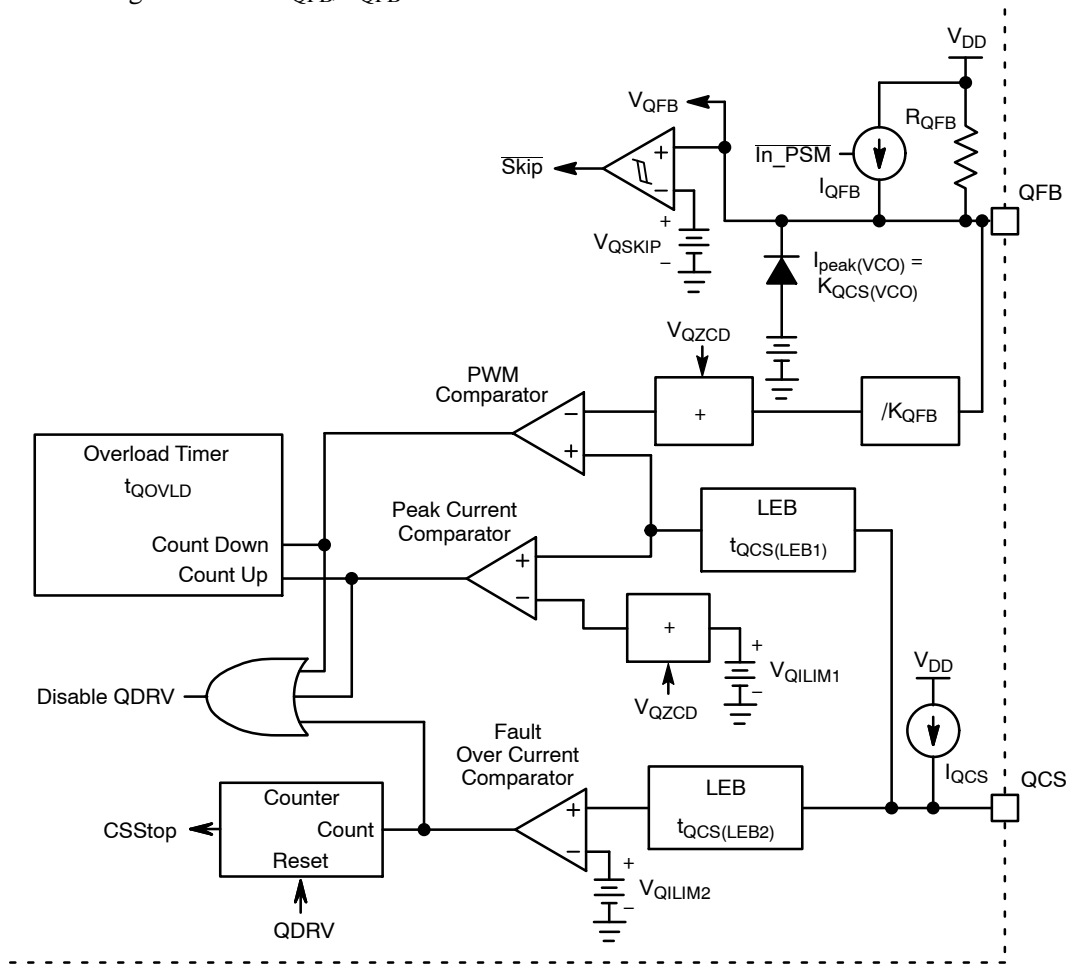 V_DD
V_QFB
R_QFB
Skip
In_PSM
I_QFB
QFB
+
−
+
V_QSKIP
−
I_peak(VCO) =
K_QCS(VCO)
V_QZCD
PWM
Comparator
−
+
+
/K_QFB
Overload Timer
t_QOVLD
Count Down
Count Up
Peak Current
Comparator
+
−
LEB
t_QCS(LEB1)
+
+
V_QILIM1
−
V_QZCD
V_DD
Disable QDRV
Fault
Over Current
Comparator
I_QCS
QCS
Counter
Count
Reset
CSStop
+
−
LEB
t_QCS(LEB2)
+
V_QILIM2
−
QDRV